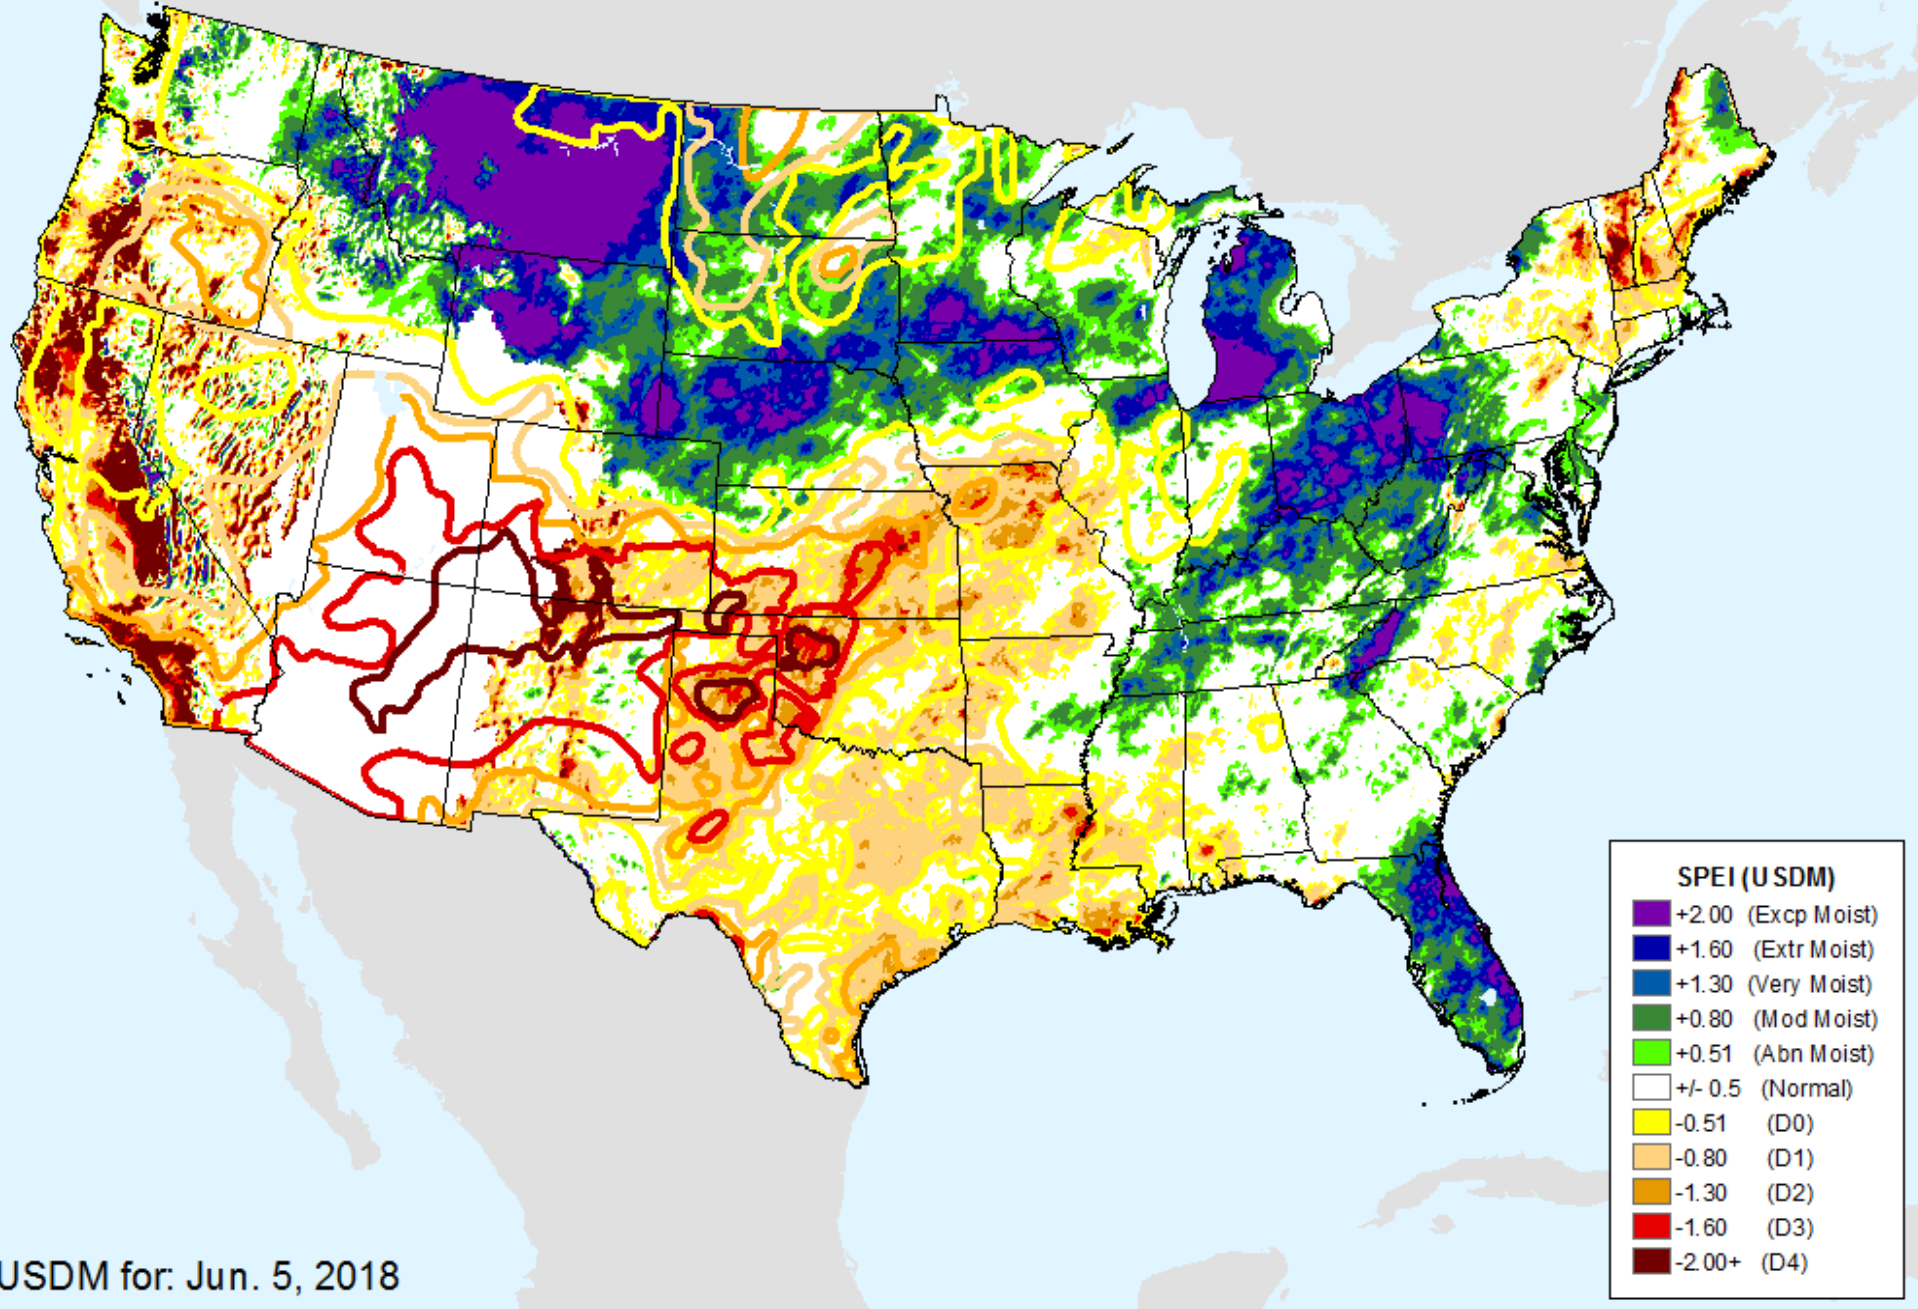 SPEI (USDM)
+2.00 (Excp Moist)
+1.60 (Extr Moist)
+1.30 (Very Moist)
+0.80 (Mod Moist)
+0.51 (Abn Moist)
+/- 0.5 (Normal)
-0.51 (D0)
-0.80 (D1)
-1.30 (D2)
-1.60 (D3)
-2.00+ (D4)
USDM for: Jun. 5, 2018